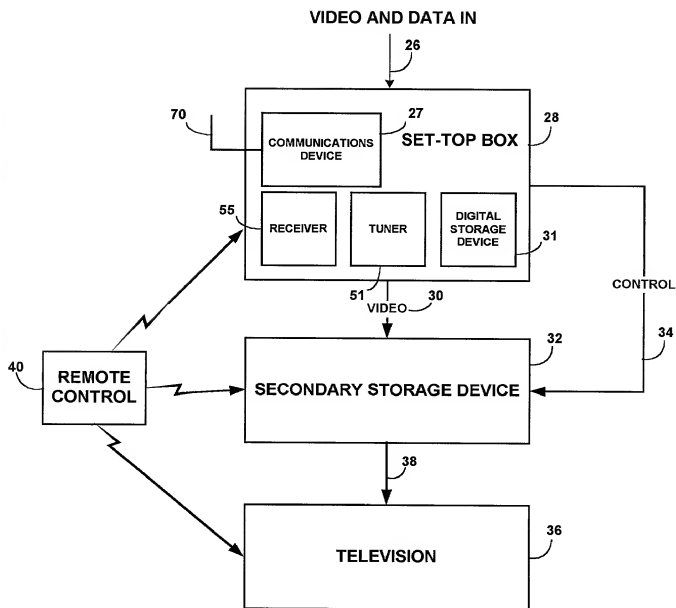 VIDEO AND DATA IN
26
70
27
COMMUNICATIONS
DEVICE
SET-TOP BOX
28
55
RECEIVER
TUNER
DIGITAL
STORAGE
DEVICE
31
51
VIDEO
30
CONTROL
34
40
REMOTE
CONTROL
32
SECONDARY STORAGE DEVICE
38
36
TELEVISION